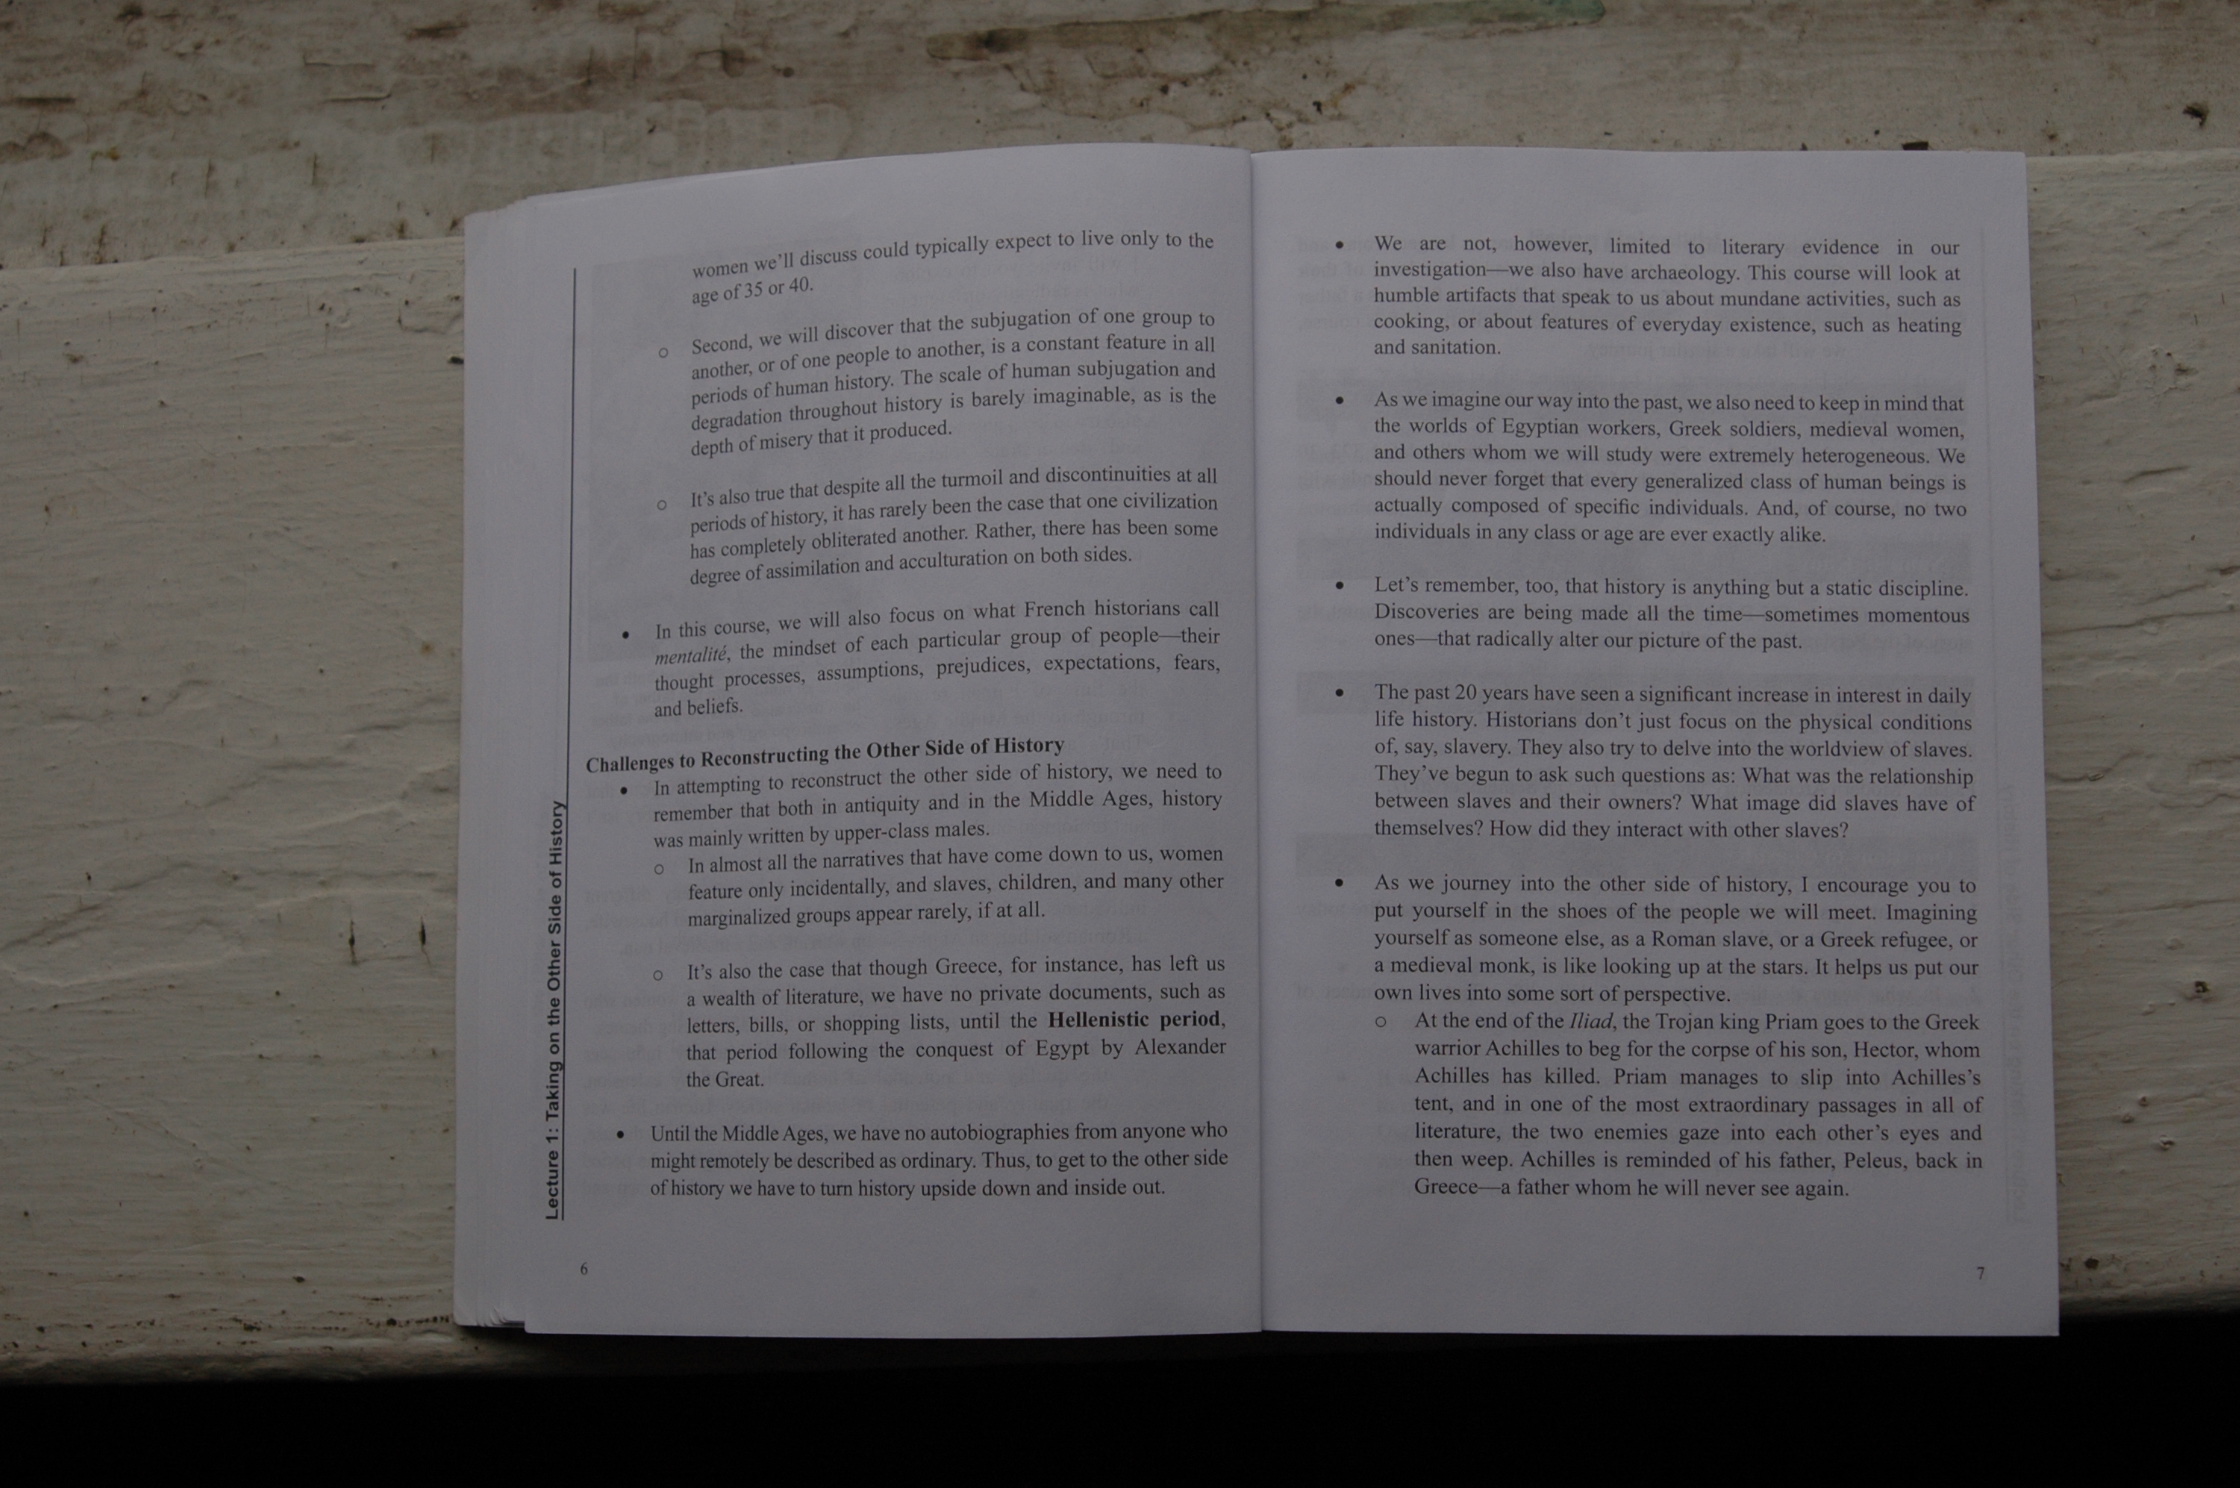 women we'll discuss could typically expect to live only to the
age of 35 or 40.
○ Second, we will discover that the subjugation of one group to
another, or of one people to another, is a constant feature in all
periods of human history. The scale of human subjugation and
degradation throughout history is barely imaginable, as is the
depth of misery that it produced.
○ It's also true that despite all the turmoil and discontinuities at all
periods of history, it has rarely been the case that one civilization
has completely obliterated another. Rather, there has been some
degree of assimilation and acculturation on both sides.
• In this course, we will also focus on what French historians call
mentalité, the mindset of each particular group of people—their
thought processes, assumptions, prejudices, expectations, fears,
and beliefs.
Challenges to Reconstructing the Other Side of History
• In attempting to reconstruct the other side of history, we need to
remember that both in antiquity and in the Middle Ages, history
was mainly written by upper-class males.
○ In almost all the narratives that have come down to us, women
feature only incidentally, and slaves, children, and many other
marginalized groups appear rarely, if at all.
○ It's also the case that though Greece, for instance, has left us
a wealth of literature, we have no private documents, such as
letters, bills, or shopping lists, until the Hellenistic period,
that period following the conquest of Egypt by Alexander
the Great.
• Until the Middle Ages, we have no autobiographies from anyone who
might remotely be described as ordinary. Thus, to get to the other side
of history we have to turn history upside down and inside out.
Lecture 1: Taking on the Other Side of History
6
• We are not, however, limited to literary evidence in our
investigation—we also have archaeology. This course will look at
humble artifacts that speak to us about mundane activities, such as
cooking, or about features of everyday existence, such as heating
and sanitation.
• As we imagine our way into the past, we also need to keep in mind that
the worlds of Egyptian workers, Greek soldiers, medieval women,
and others whom we will study were extremely heterogeneous. We
should never forget that every generalized class of human beings is
actually composed of specific individuals. And, of course, no two
individuals in any class or age are ever exactly alike.
• Let's remember, too, that history is anything but a static discipline.
Discoveries are being made all the time—sometimes momentous
ones—that radically alter our picture of the past.
• The past 20 years have seen a significant increase in interest in daily
life history. Historians don't just focus on the physical conditions
of, say, slavery. They also try to delve into the worldview of slaves.
They've begun to ask such questions as: What was the relationship
between slaves and their owners? What image did slaves have of
themselves? How did they interact with other slaves?
• As we journey into the other side of history, I encourage you to
put yourself in the shoes of the people we will meet. Imagining
yourself as someone else, as a Roman slave, or a Greek refugee, or
a medieval monk, is like looking up at the stars. It helps us put our
own lives into some sort of perspective.
○ At the end of the Iliad, the Trojan king Priam goes to the Greek
warrior Achilles to beg for the corpse of his son, Hector, whom
Achilles has killed. Priam manages to slip into Achilles's
tent, and in one of the most extraordinary passages in all of
literature, the two enemies gaze into each other's eyes and
then weep. Achilles is reminded of his father, Peleus, back in
Greece—a father whom he will never see again.
7